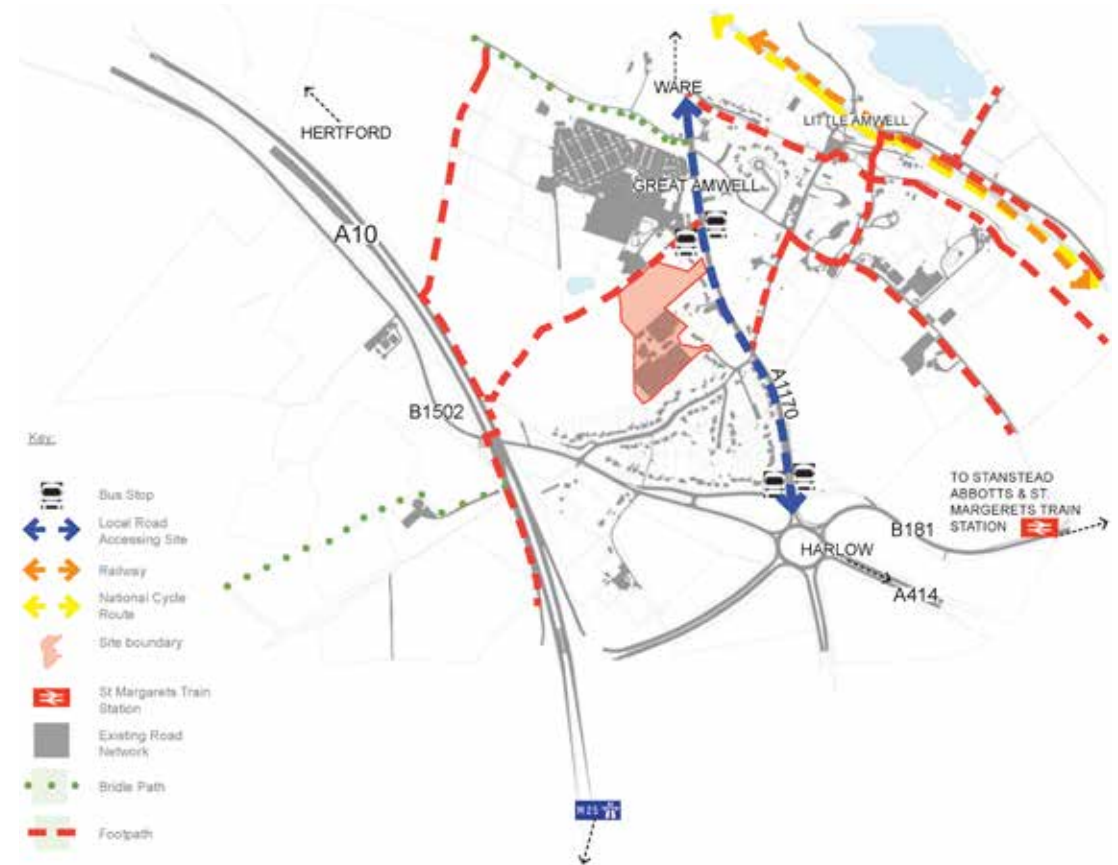 WARE
LITTLE AMWELL
HERTFORD
GREAT AMWELL
A10
A1170
B1502
Key:
Bus Stop
Local Road
Accessing Site
Railway
National Cycle
Route
Site boundary
St Margarets Train
Station
Existing Road
Network
Bridle Path
Footpath
TO STANSTEAD
ABBOTTS & ST.
MARGERETS TRAIN
STATION
B181
HARLOW
A414
M25